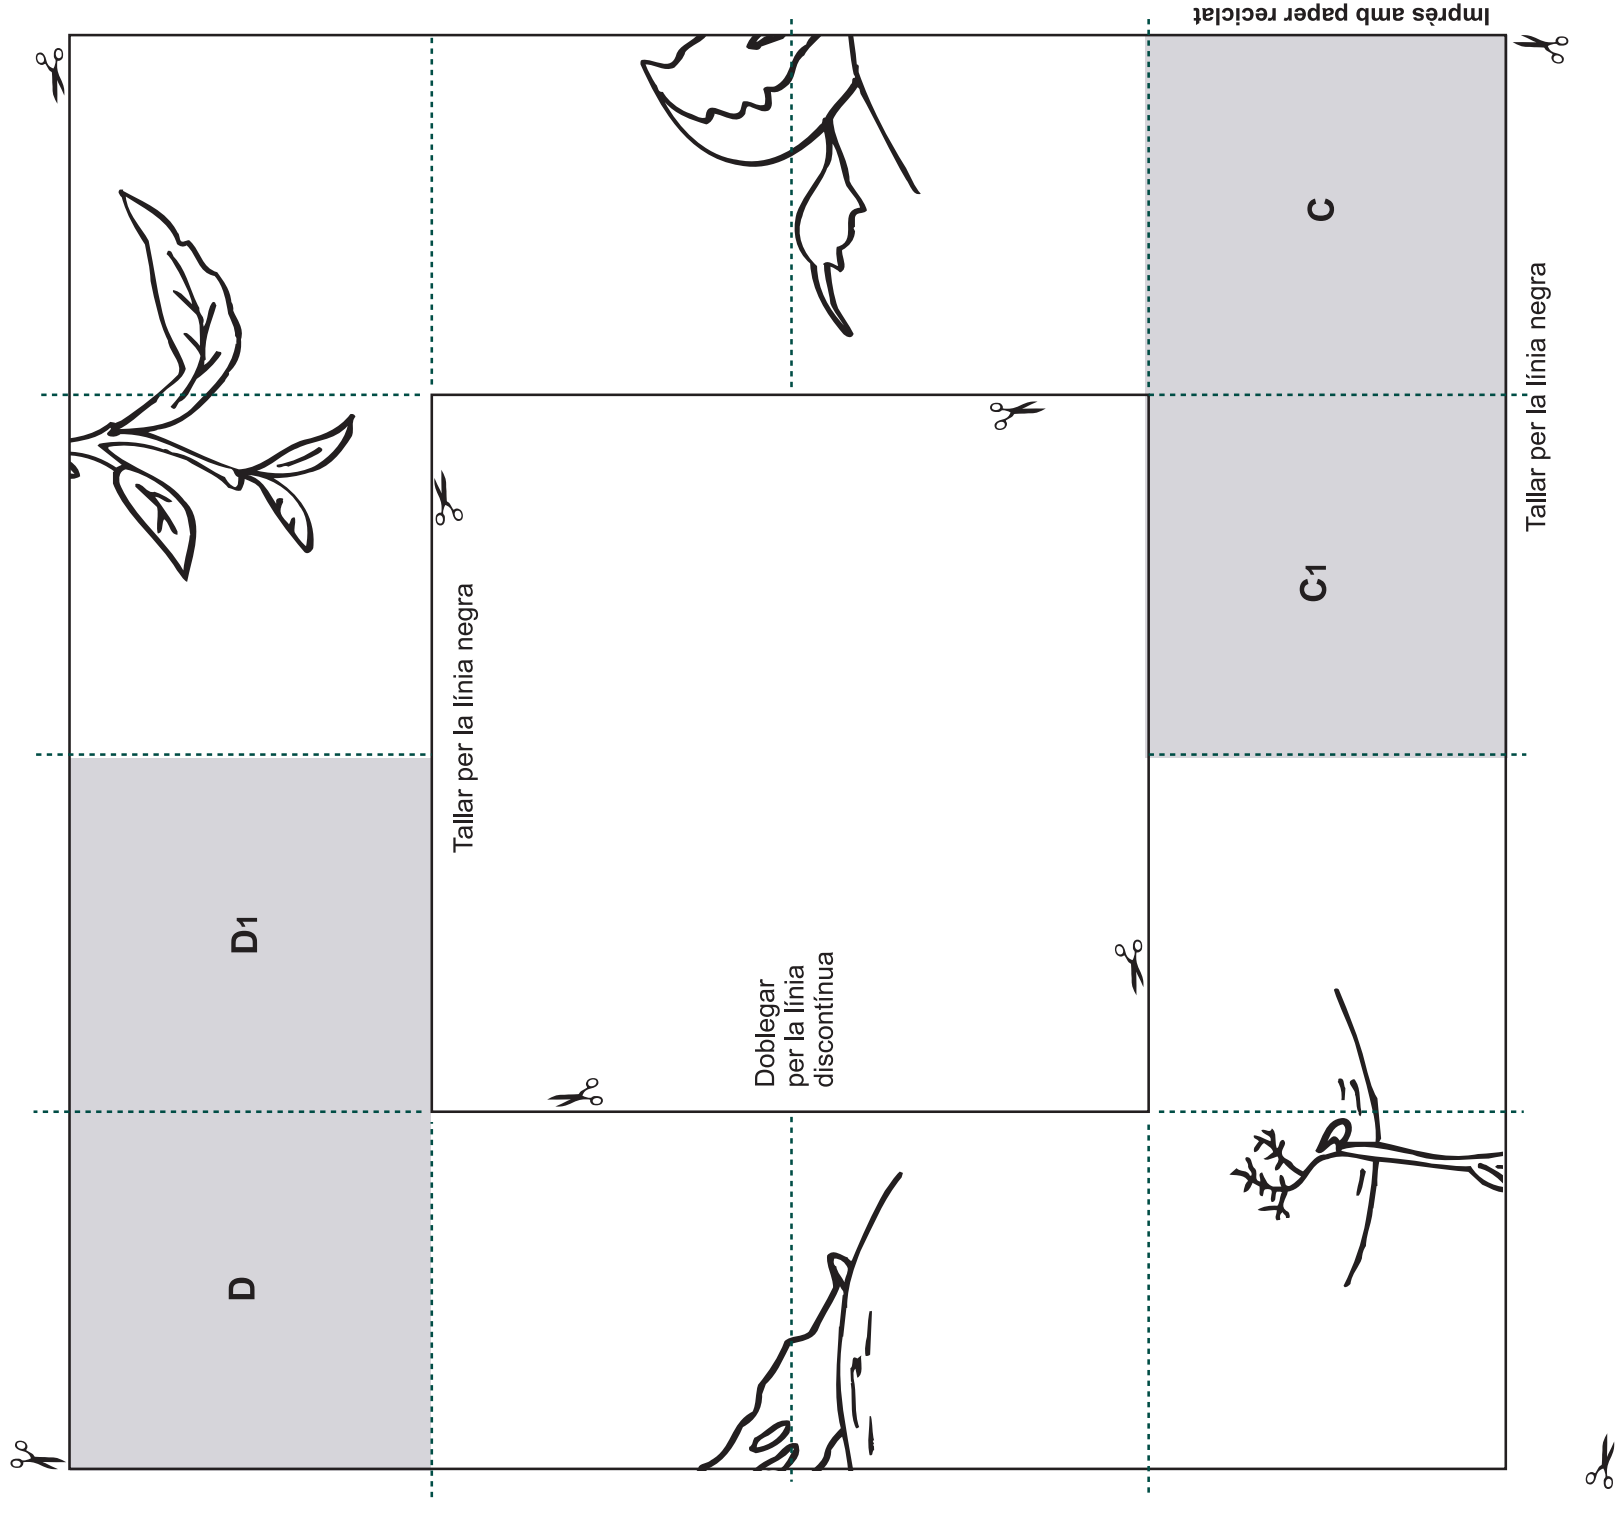 Imprès amb paper reciclat
C
Tallar per la línia negra
C1
Tallar per la línia negra
D1
Doblegar
per la línia
discontínua
D